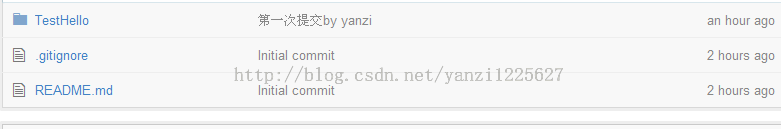 TestHello 第一次提交by yanzi an hour ago
.gitignore Initial commit 2 hours ago
http://blog.csdn.net/yanzi1225627
README.md Initial commit 2 hours ago